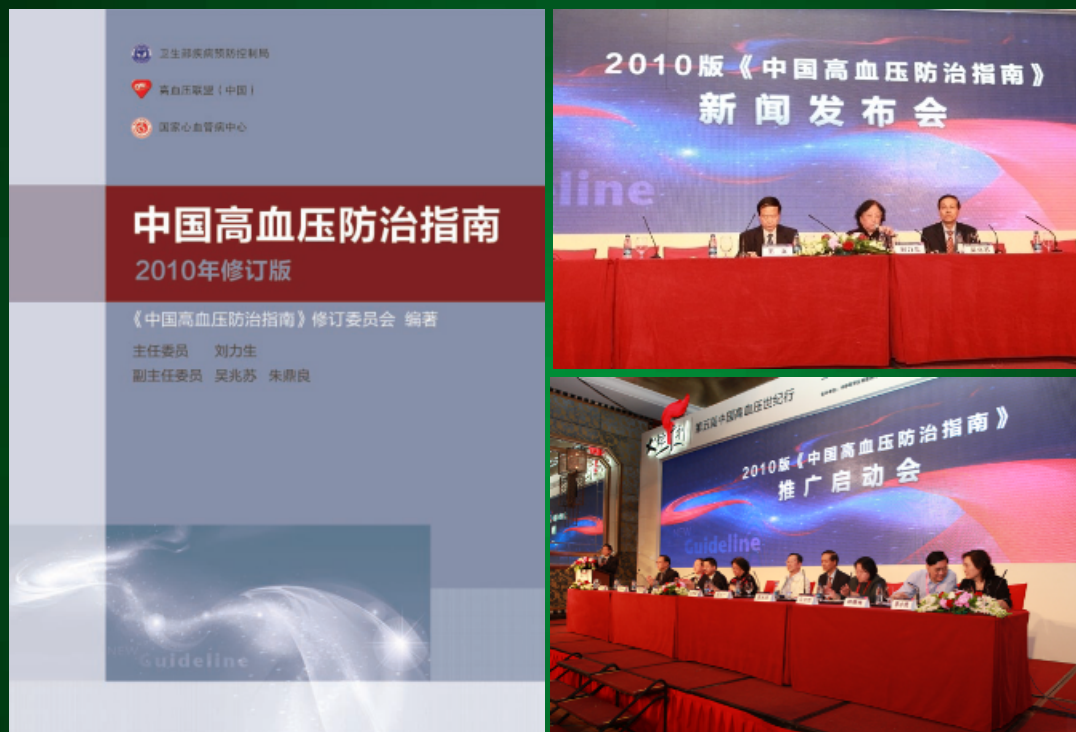 卫生部疾病预防控制局
高血压联盟(中国)
国家心血管病中心
中国高血压防治指南
2010年修订版
《中国高血压防治指南》修订委员会 编著
主任委员 刘力生
副主任委员 吴兆苏 朱鼎良
Guideline
2010版《中国高血压防治指南》
新闻发布会
line
第五届中国高血压世纪行
2010版《中国高血压防治指南》
推广启动会
Guideline